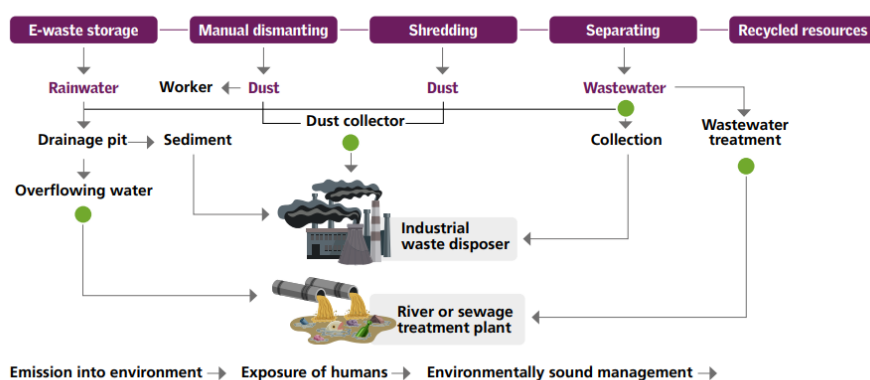 E-waste storage
Manual dismanting
Shredding
Separating
Recycled resources
Rainwater
Worker
Dust
Dust
Wastewater
Drainage pit
Sediment
Dust collector
Collection
Wastewater
treatment
Overflowing water
Industrial
waste disposer
River or sewage
treatment plant
Emission into environment
Exposure of humans
Environmentally sound management